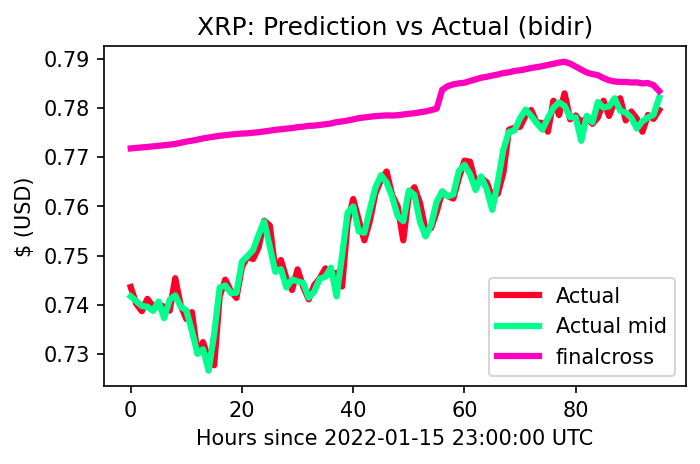 XRP: Prediction vs Actual (bidir)
0.79
0.78
0.77
0.76
0.75
0.74
0.73
$ (USD)
Actual
Actual mid
finalcross
0 20 40 60 80
Hours since 2022-01-15 23:00:00 UTC